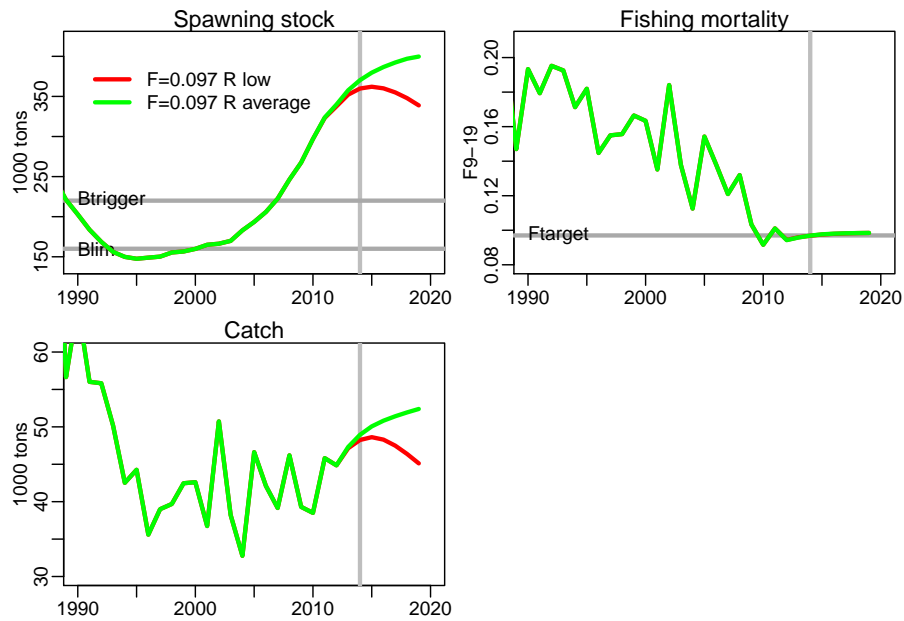 Spawning stock
1000 tons
350
250
150
F=0.097 R low
F=0.097 R average
Btrigger
Blim
1990 2000 2010 2020
Fishing mortality
F9−19
0.20
0.16
0.12
0.08
Ftarget
1990 2000 2010 2020
Catch
1000 tons
60
50
40
30
1990 2000 2010 2020